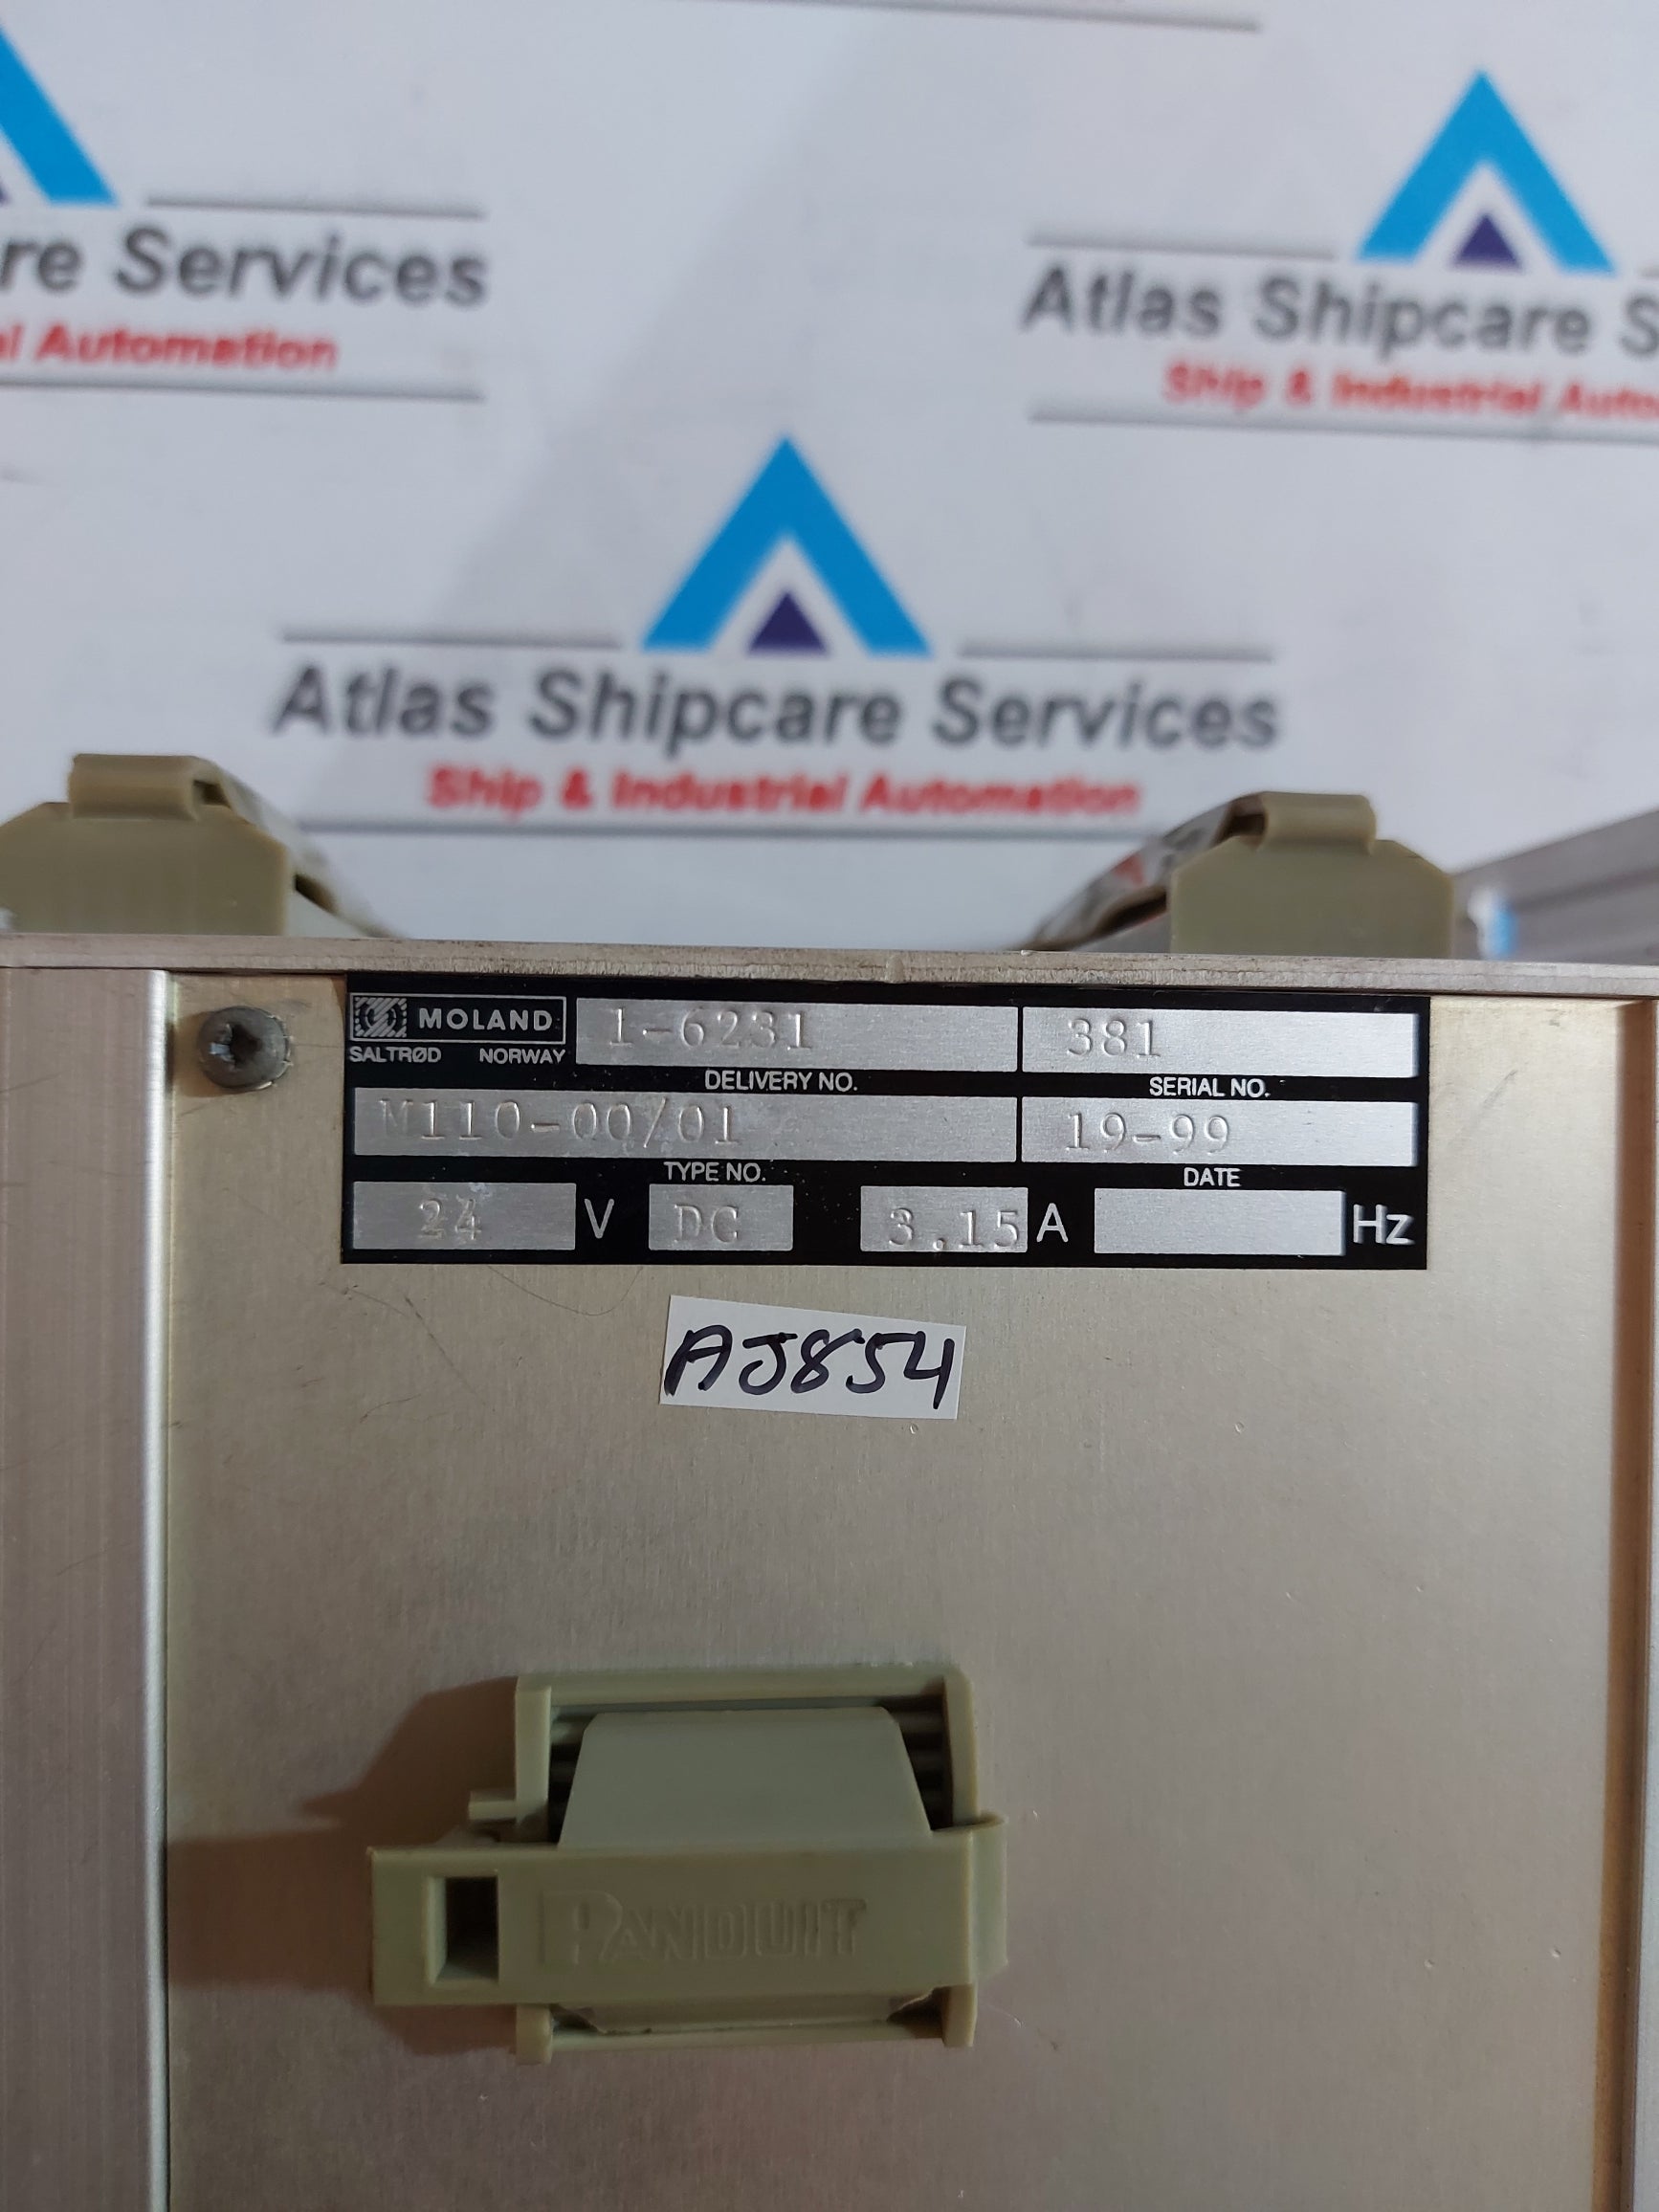 re Services
l Automation
Atlas Shipcare S
Ship & Industrial Auto
Atlas Shipcare Services
Ship & Industrial Automation
MOLAND 1-6231 381
SALTRØD NORWAY DELIVERY NO. SERIAL NO.
M110-00/01 19-99
TYPE NO. DATE
24 V DC 3.15 A Hz
AJ854
PANDUIT